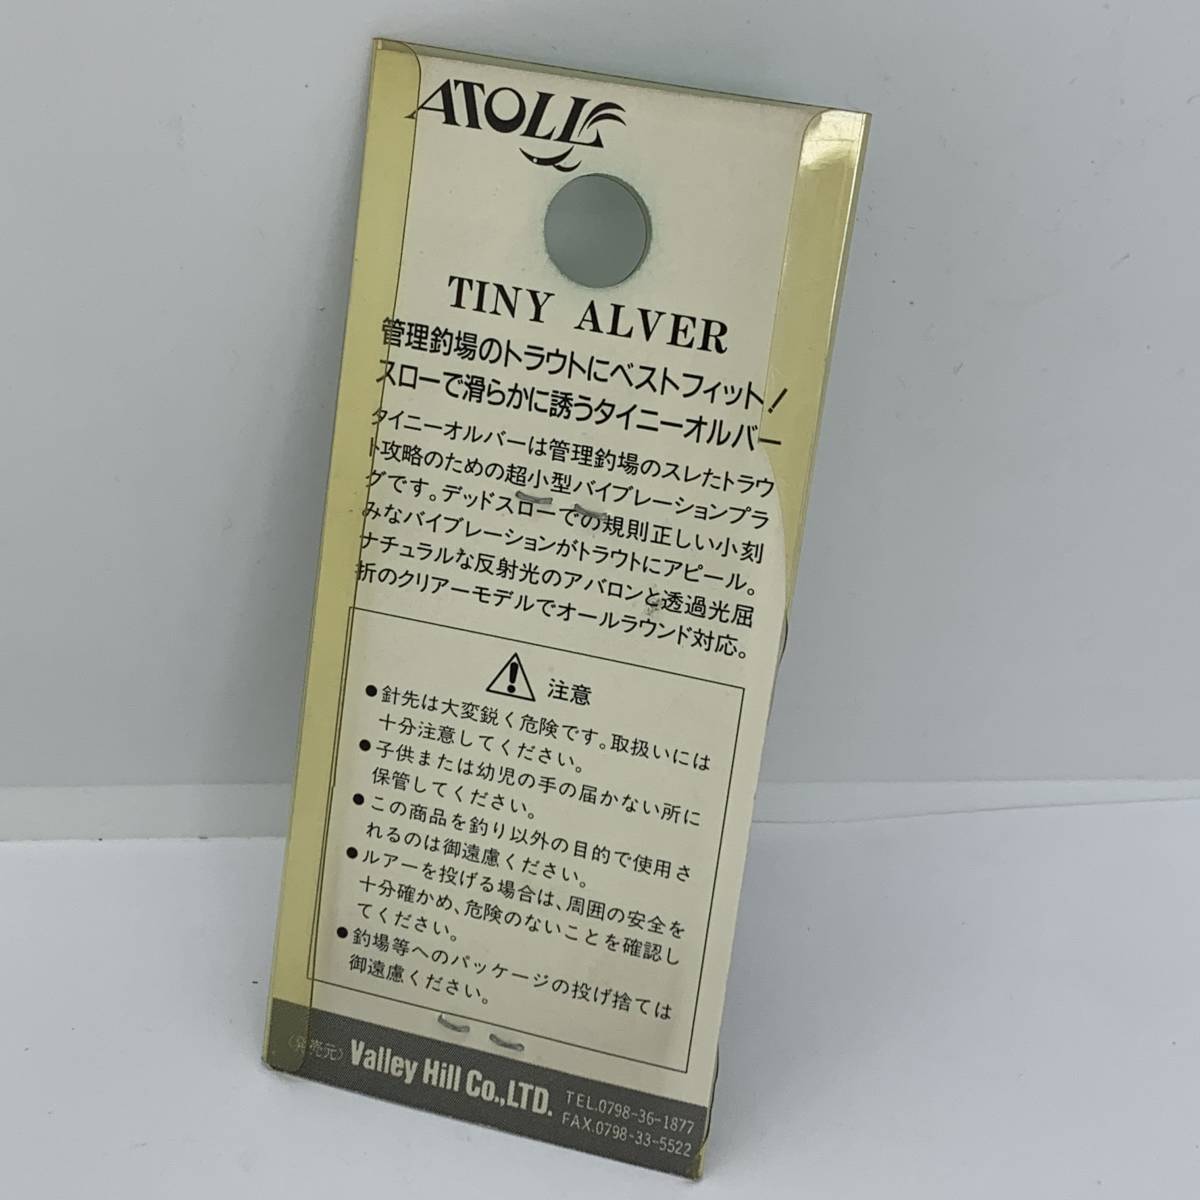 ATOLL
TINY ALVER
管理釣場のトラウトにベストフィット！
スローで滑らかに誘うタイニーオルバー
タイニーオルバーは管理釣場のスレたトラウ
ト攻略のための超小型バイブレーションプラ
グです。デッドスローでの規則正しい小刻
みなバイブレーションがトラウトにアピール。
ナチュラルな反射光のアバロンと透過光屈
折のクリアーモデルでオールラウンド対応。
注意
●針先は大変鋭く危険です。取扱いには
十分注意してください。
●子供または幼児の手の届かない所に
保管してください。
●この商品を釣り以外の目的で使用さ
れるのは御遠慮ください。
●ルアーを投げる場合は、周囲の安全を
十分確かめ、危険のないことを確認し
てください。
●釣場等へのパッケージの投げ捨ては
御遠慮ください。
〈発売元〉 Valley Hill Co.,LTD.
TEL.0798-36-1877
FAX.0798-33-5522